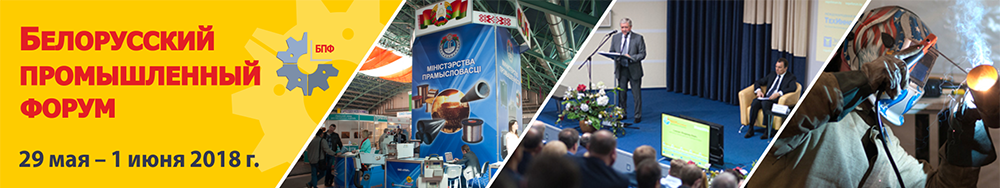 БЕЛОРУССКИЙ
ПРОМЫШЛЕННЫЙ
ФОРУМ
29 мая – 1 июня 2018 г.
БПФ
МІНІСТЭРСТВА
ПРАМЫСЛОВАСЦІ